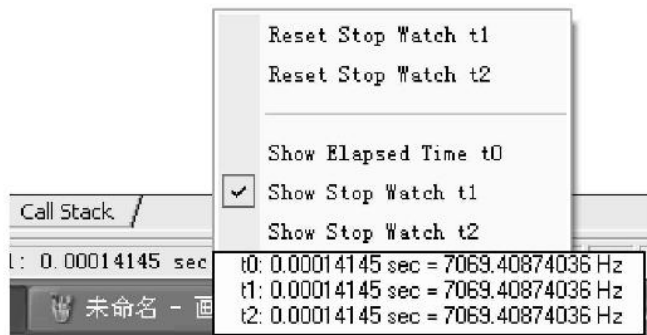 Reset Stop Watch t1
Reset Stop Watch t2
Show Elapsed Time t0
Show Stop Watch t1
Show Stop Watch t2
Call Stack
1: 0.00014145 sec
t0: 0.00014145 sec = 7069.40874036 Hz
t1: 0.00014145 sec = 7069.40874036 Hz
t2: 0.00014145 sec = 7069.40874036 Hz
未命名 - 画